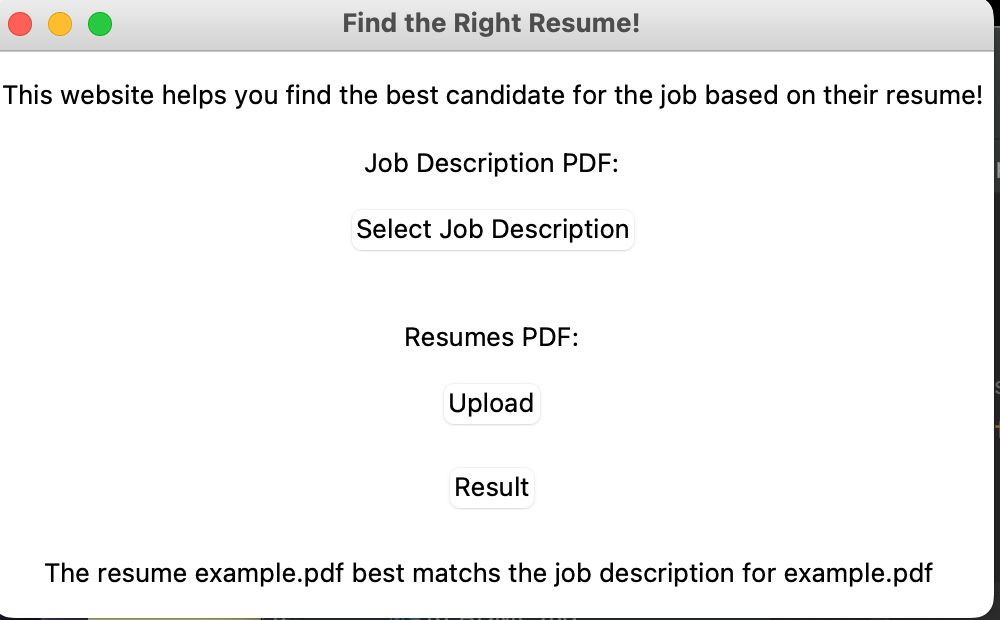 Find the Right Resume!
This website helps you find the best candidate for the job based on their resume!
Job Description PDF:
Select Job Description
Resumes PDF:
Upload
Result
The resume example.pdf best matchs the job description for example.pdf